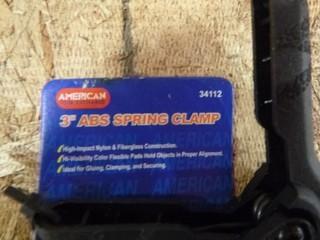 AMERICAN
34112
3" ABS SPRING CLAMP
High-Impact Nylon & Fiberglass Construction.
Hi-Visibility Color Flexible Pads Hold Objects in Proper Alignment.
Ideal for Gluing, Clamping, and Securing.
AMERICAN